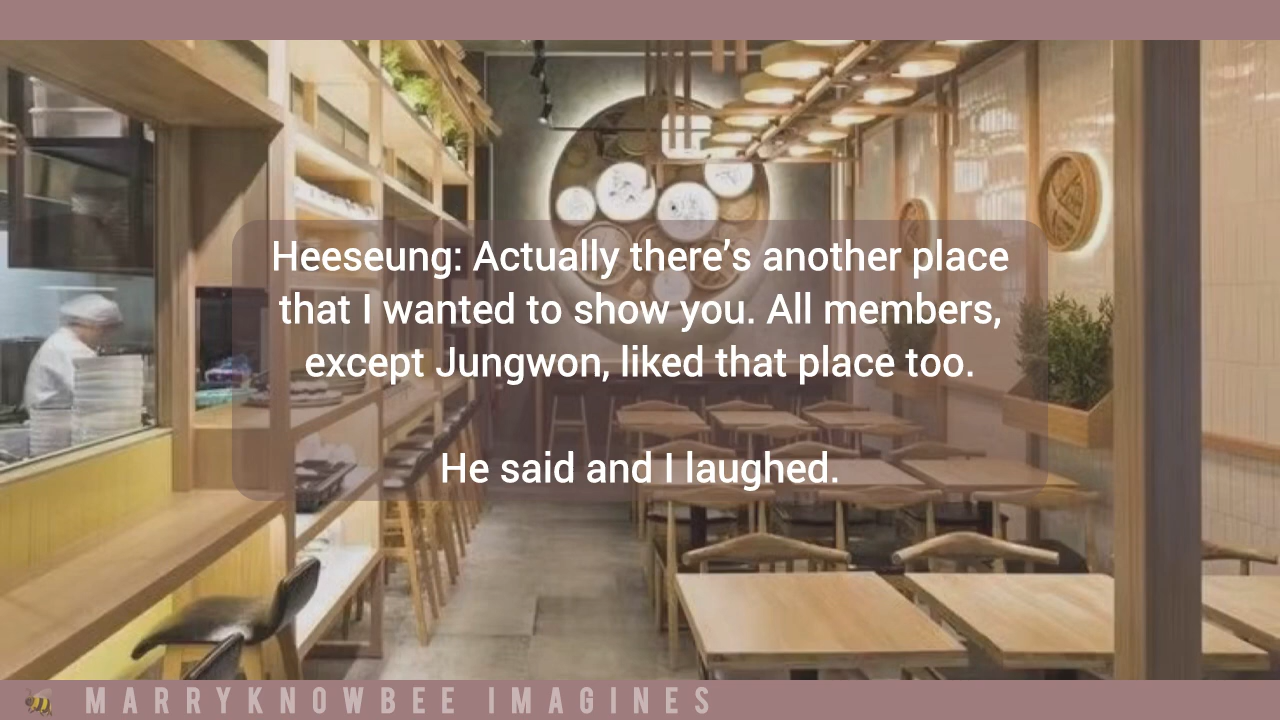 Heeseung: Actually there's another place
that I wanted to show you. All members,
except Jungwon, liked that place too.
He said and I laughed.
MARRYKNOWBEE IMAGINES